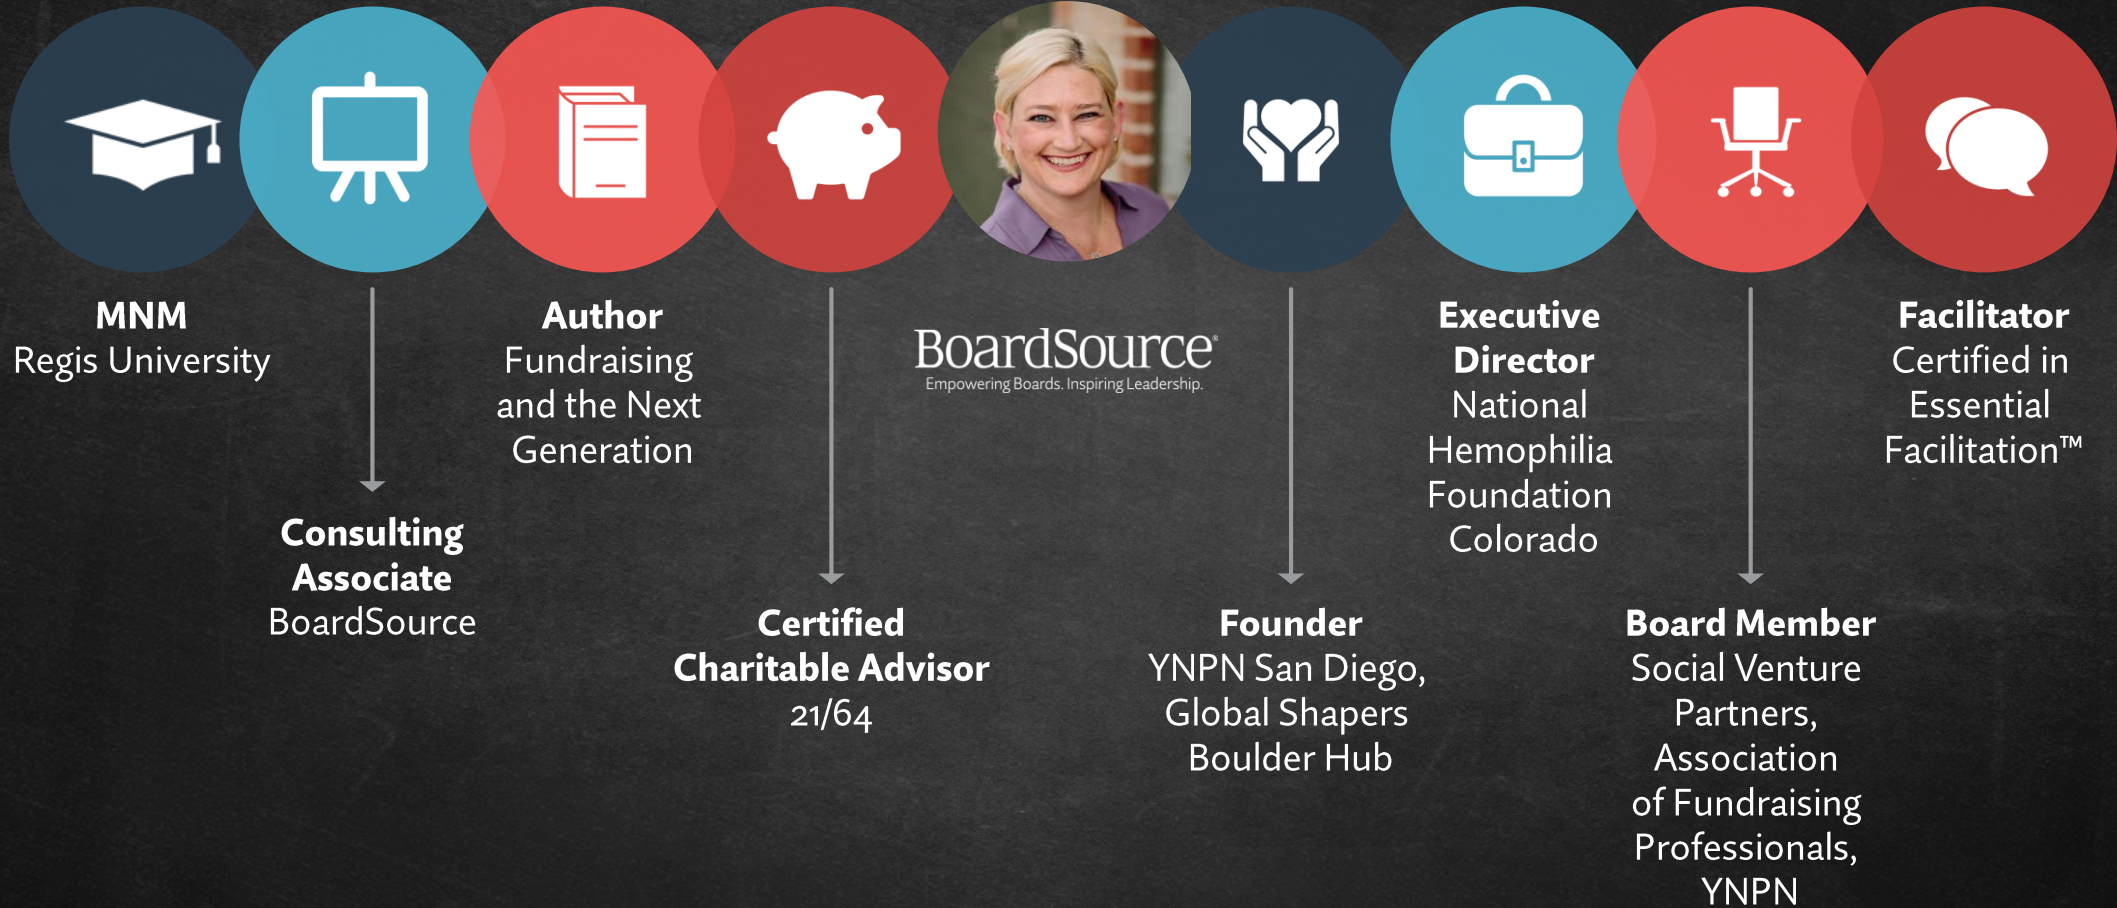 MNM
Regis University
Consulting
Associate
BoardSource
Author
Fundraising
and the Next
Generation
Certified
Charitable Advisor
21/64
BoardSource®
Empowering Boards. Inspiring Leadership.
Founder
YNPN San Diego,
Global Shapers
Boulder Hub
Executive
Director
National
Hemophilia
Foundation
Colorado
Board Member
Social Venture
Partners,
Association
of Fundraising
Professionals,
YNPN
Facilitator
Certified in
Essential
Facilitation™